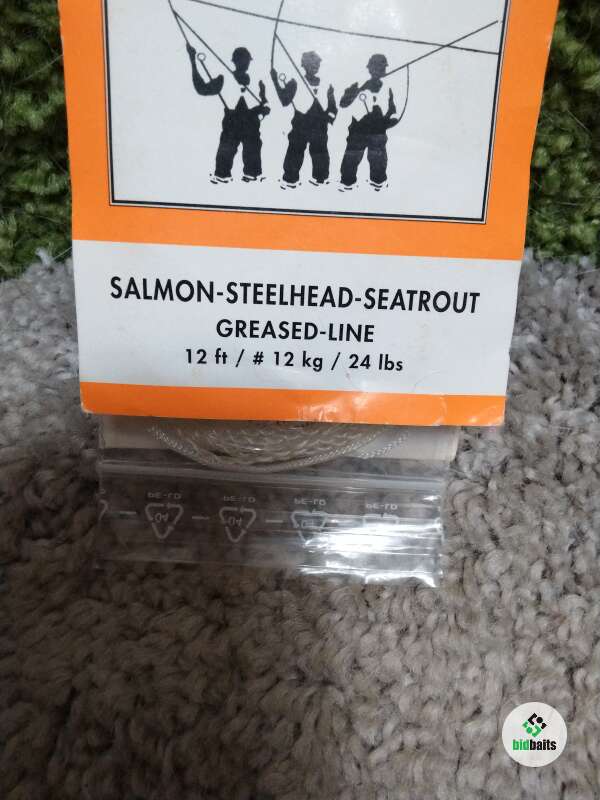 SALMON-STEELHEAD-SEATROUT
GREASED-LINE
12 ft / # 12 kg / 24 lbs
bidbaits